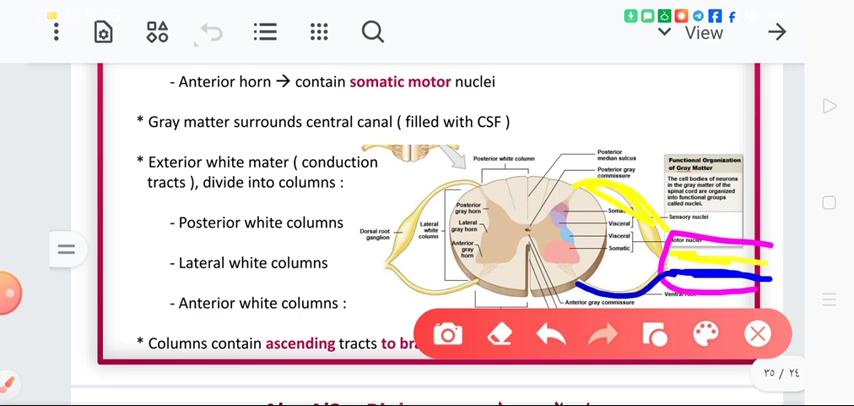 View
- Anterior horn → contain somatic motor nuclei
* Gray matter surrounds central canal ( filled with CSF )
* Exterior white mater ( conduction
tracts ), divide into columns :
- Posterior white columns
- Lateral white columns
- Anterior white columns :
* Columns contain ascending tracts to
Posterior white column
Posterior
median sulcus
Posterior gray
commissure
Functional Organization
of Gray Matter
The cell bodies of neurons
in the gray matter of the
spinal cord are organized
into functional groups
called nuclei.
Posterior
gray horn
Lateral
gray horn
Anterior
gray
horn
Dorsal root
ganglion
Lateral
white
column
Visceral
Visceral
Somatic
Sensory nuclei
Anterior gray commissure
٣٥ / ٢٤